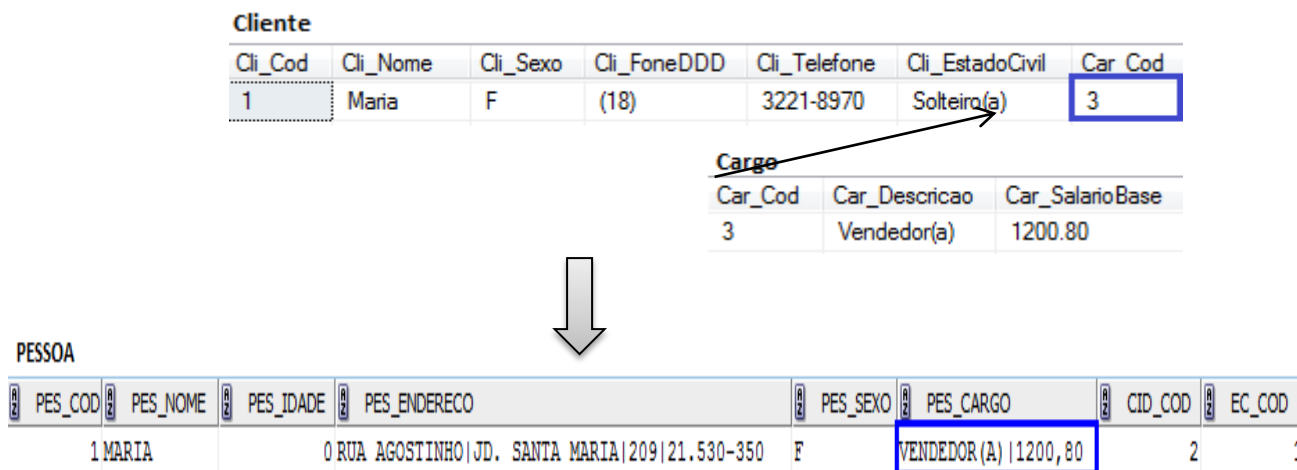 Cliente
Cli_Cod Cli_Nome Cli_Sexo Cli_FoneDDD Cli_Telefone Cli_EstadoCivil Car_Cod
1 Maria F (18) 3221-8970 Solteiro(a) 3
Cargo
Car_Cod Car_Descricao Car_SalarioBase
3 Vendedor(a) 1200.80
PESSOA
PES_COD PES_NOME PES_IDADE PES_ENDERECO PES_SEXO PES_CARGO CID_COD EC_COD
1 MARIA 0 RUA AGOSTINHO|JD. SANTA MARIA|209|21.530-350 F VENDEDOR(A)|1200,80 2